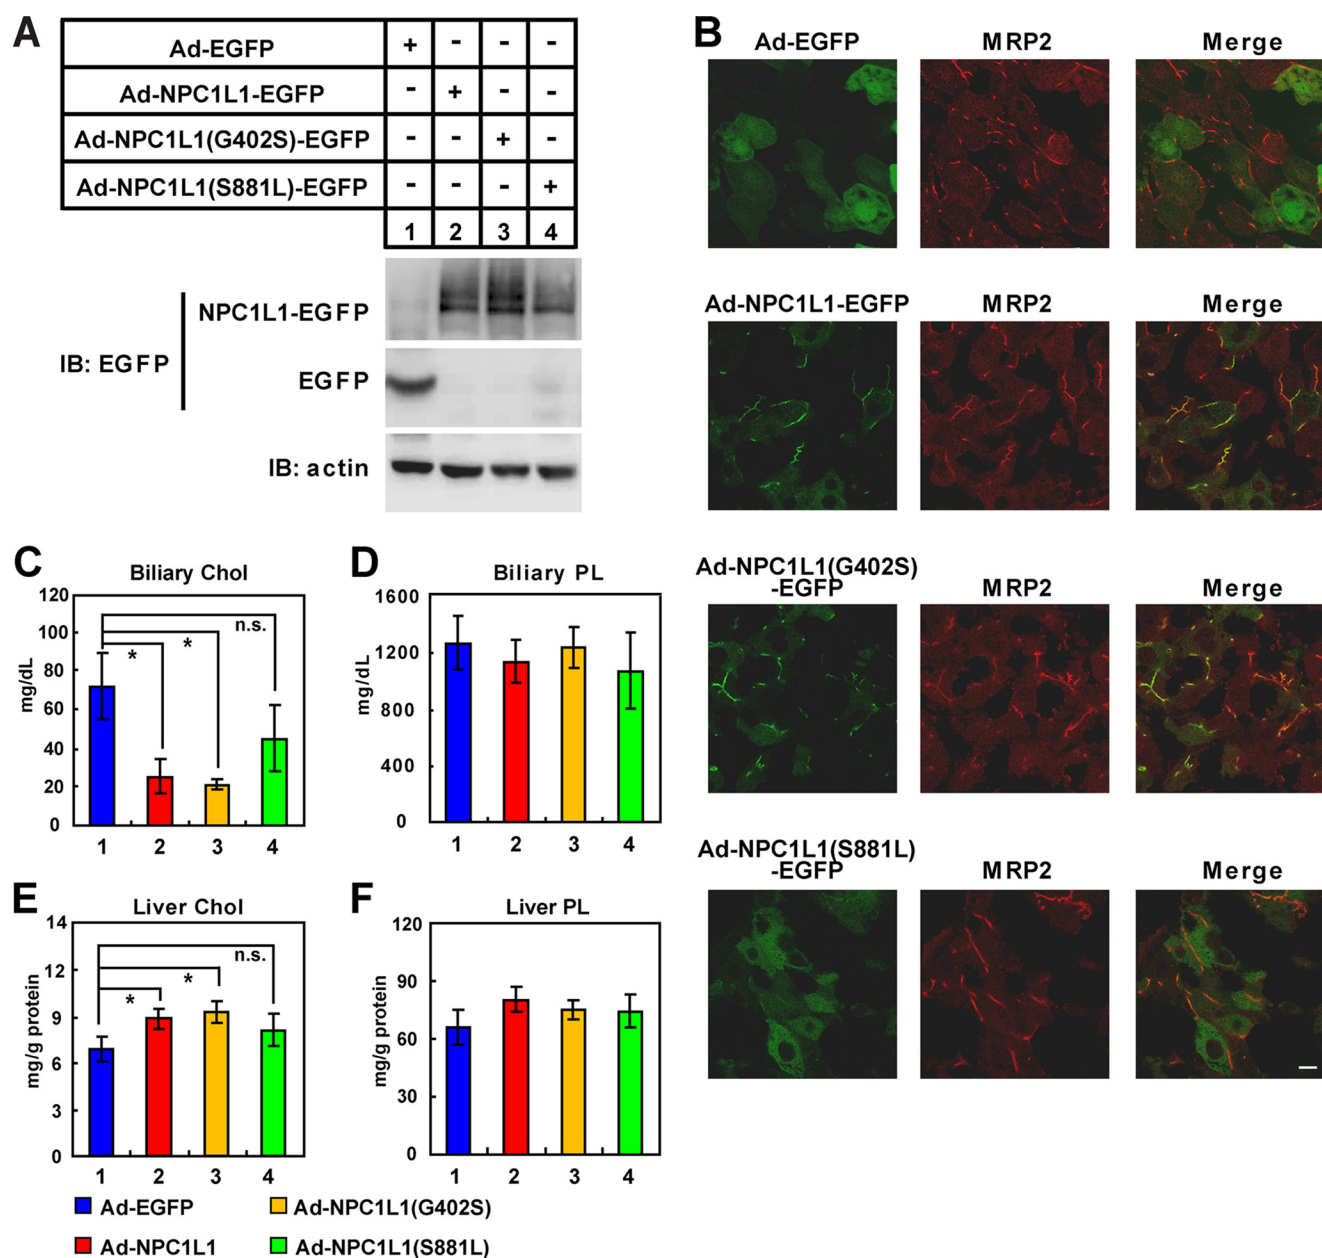 A
Ad-EGFP + - - -
Ad-NPC1L1-EGFP - + - -
Ad-NPC1L1(G402S)-EGFP - - + -
Ad-NPC1L1(S881L)-EGFP - - - +
1 2 3 4
IB: EGFP
NPC1L1-EGFP
EGFP
IB: actin
B
Ad-EGFP MRP2 Merge
Ad-NPC1L1-EGFP MRP2 Merge
Ad-NPC1L1(G402S)
-EGFP MRP2 Merge
Ad-NPC1L1(S881L)
-EGFP MRP2 Merge
C
Biliary Chol
mg/dL
120
100
80
60
40
20
0
* * n.s.
1 2 3 4
D
Biliary PL
mg/dL
1600
1200
800
400
0
1 2 3 4
E
Liver Chol
mg/g protein
14
12
9
6
3
0
* * n.s.
1 2 3 4
F
Liver PL
mg/g protein
120
90
60
30
0
1 2 3 4
Ad-EGFP Ad-NPC1L1(G402S)
Ad-NPC1L1 Ad-NPC1L1(S881L)